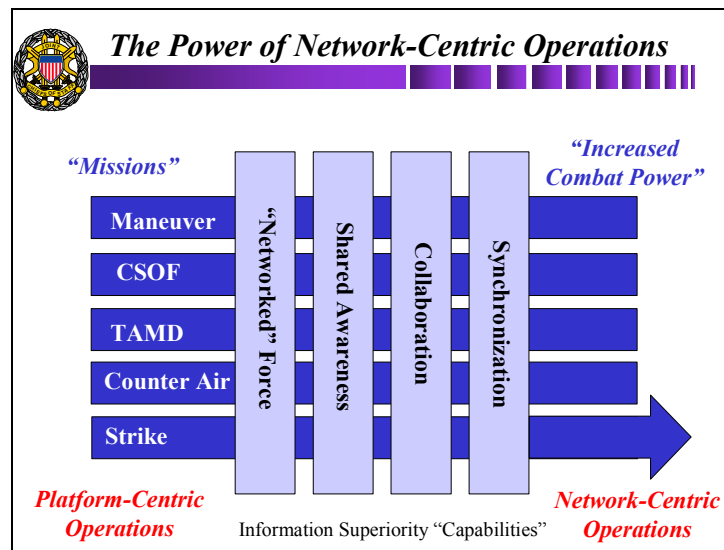 The Power of Network-Centric Operations
“Missions”
“Increased
Combat Power”
Maneuver
CSOF
TAMD
Counter Air
Strike
“Networked” Force
Shared Awareness
Collaboration
Synchronization
Platform-Centric
Operations
Information Superiority “Capabilities”
Network-Centric
Operations